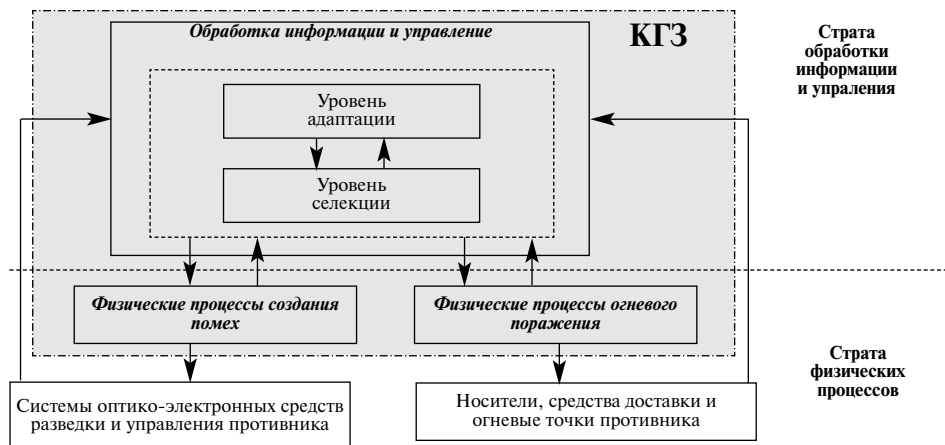 Обработка информации и управление
КГЗ
Страта
обработки
информации
и упраления
Уровень
адаптации
Уровень
селекции
Физические процессы создания
помех
Физические процессы огневого
поражения
Страта
физических
процессов
Системы оптико-электронных средств
разведки и управления противника
Носители, средства доставки и
огневые точки противника